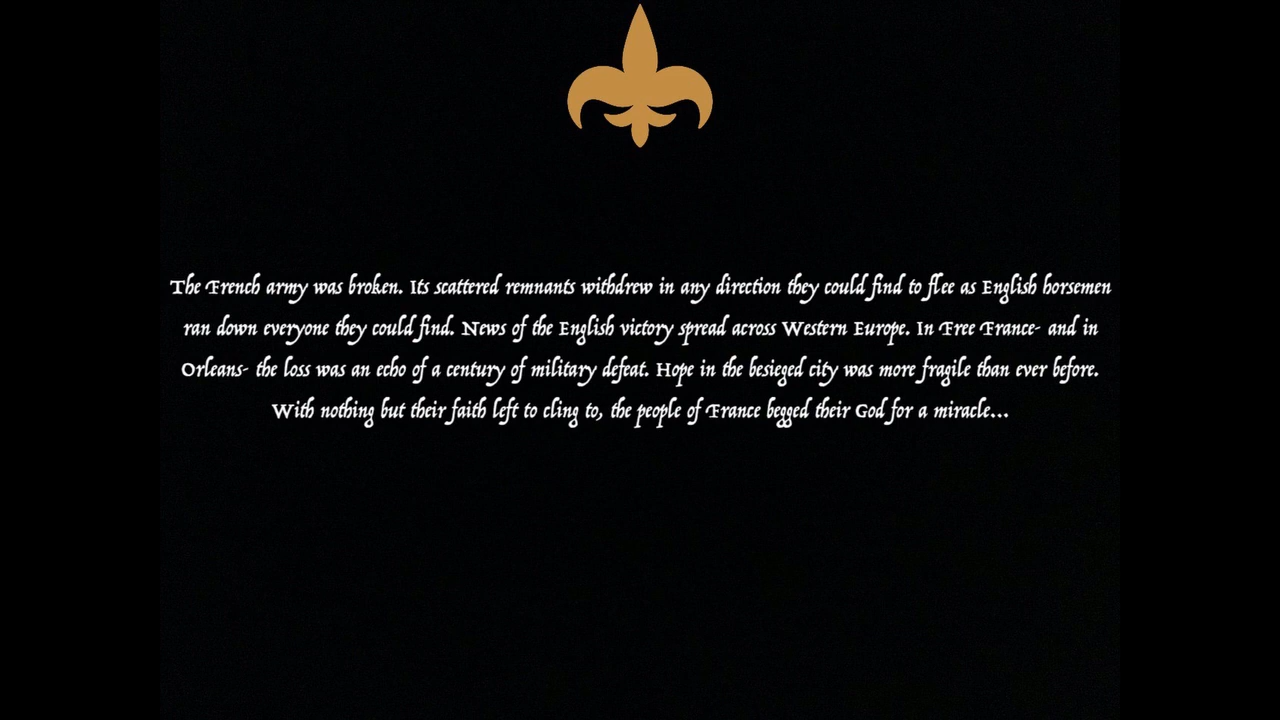 The French army was broken. Its scattered remnants withdrew in any direction they could find to flee as English horsemen
ran down everyone they could find. News of the English victory spread across Western Europe. In Free France- and in
Orleans- the loss was an echo of a century of military defeat. Hope in the besieged city was more fragile than ever before.
With nothing but their faith left to cling to, the people of France begged their God for a miracle...